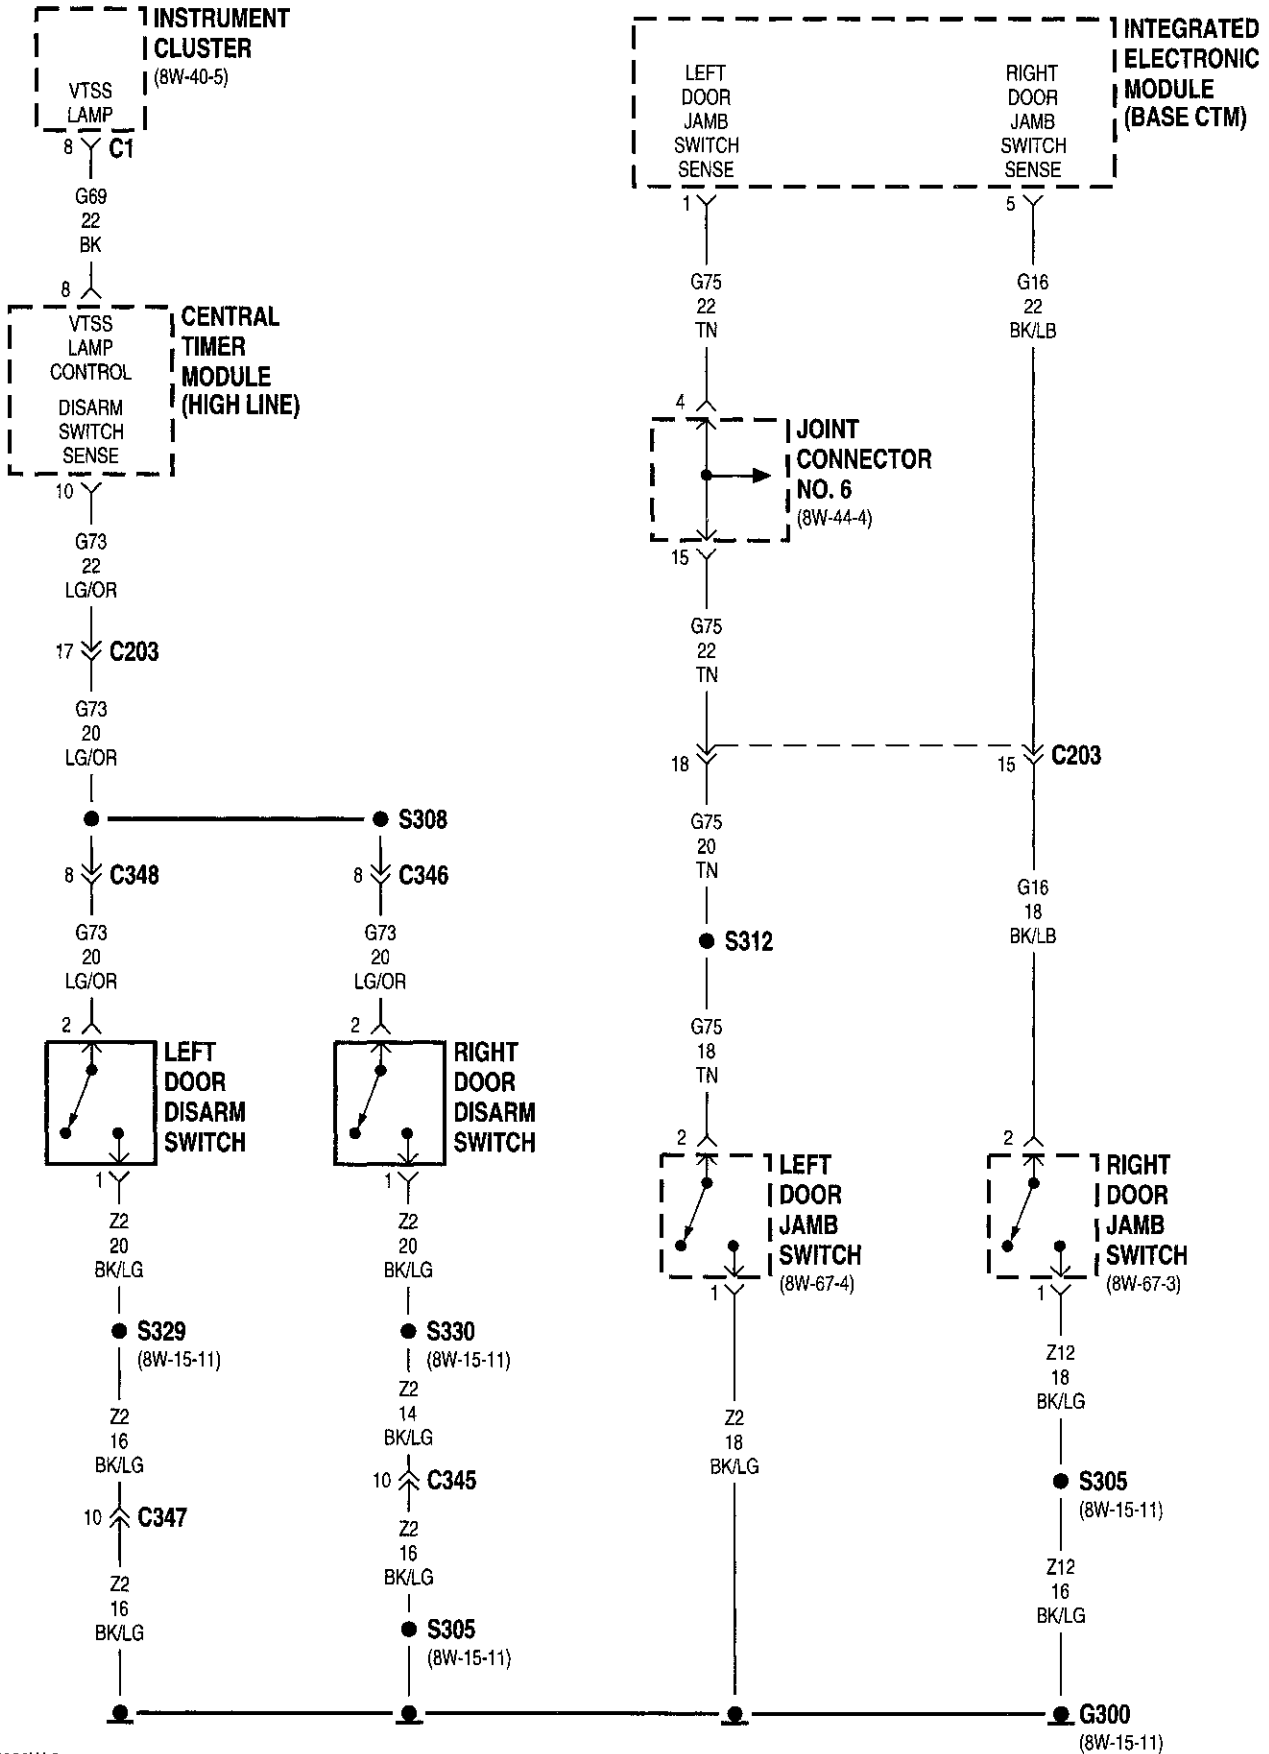 INSTRUMENT
CLUSTER
(8W-40-5)
VTSS
LAMP
8
C1
G69
22
BK
8
CENTRAL
TIMER
MODULE
(HIGH LINE)
VTSS
LAMP
CONTROL
DISARM
SWITCH
SENSE
10
G73
22
LG/OR
17
C203
G73
20
LG/OR
S308
8
C348
8
C346
G73
20
LG/OR
G73
20
LG/OR
2
LEFT
DOOR
DISARM
SWITCH
2
RIGHT
DOOR
DISARM
SWITCH
1
Z2
20
BK/LG
1
Z2
20
BK/LG
S329
(8W-15-11)
S330
(8W-15-11)
Z2
16
BK/LG
Z2
14
BK/LG
10
C347
10
C345
Z2
16
BK/LG
Z2
16
BK/LG
S305
(8W-15-11)
INTEGRATED
ELECTRONIC
MODULE
(BASE CTM)
LEFT
DOOR
JAMB
SWITCH
SENSE
RIGHT
DOOR
JAMB
SWITCH
SENSE
1
5
G75
22
TN
G16
22
BK/LB
4
JOINT
CONNECTOR
NO. 6
(8W-44-4)
15
G75
22
TN
18
15
C203
G75
20
TN
G16
18
BK/LB
S312
G75
18
TN
2
LEFT
DOOR
JAMB
SWITCH
(8W-67-4)
2
RIGHT
DOOR
JAMB
SWITCH
(8W-67-3)
1
1
Z2
18
BK/LG
Z12
18
BK/LG
S305
(8W-15-11)
Z12
16
BK/LG
G300
(8W-15-11)